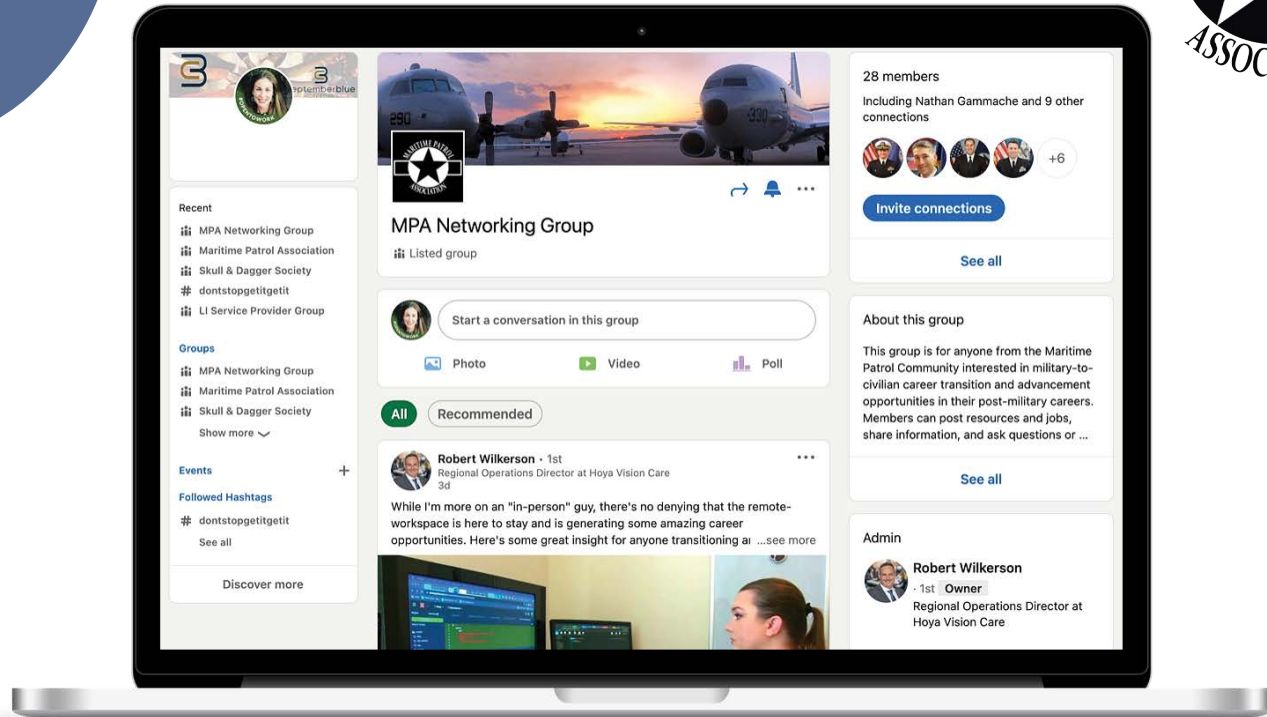 ASSOC
3
eptemberblue
#OPENTOWORK
Recent
MPA Networking Group
Maritime Patrol Association
Skull & Dagger Society
# dontstopgetitgetit
LI Service Provider Group
Groups
MPA Networking Group
Maritime Patrol Association
Skull & Dagger Society
Show more
Events +
Followed Hashtags
# dontstopgetitgetit
See all
Discover more
290
330
MARITIME PATROL
ASSOCIATION
...
MPA Networking Group
Listed group
Start a conversation in this group
Photo Video Poll
All Recommended
Robert Wilkerson • 1st ...
Regional Operations Director at Hoya Vision Care
3d
While I'm more on an "in-person" guy, there's no denying that the remote-
workspace is here to stay and is generating some amazing career
opportunities. Here's some great insight for anyone transitioning ...see more
28 members
Including Nathan Gammache and 9 other
connections
+6
Invite connections
See all
About this group
This group is for anyone from the Maritime
Patrol Community interested in military-to-
civilian career transition and advancement
opportunities in their post-military careers.
Members can post resources and jobs,
share information, and ask questions or ...
See all
Admin
Robert Wilkerson
· 1st Owner
Regional Operations Director at
Hoya Vision Care